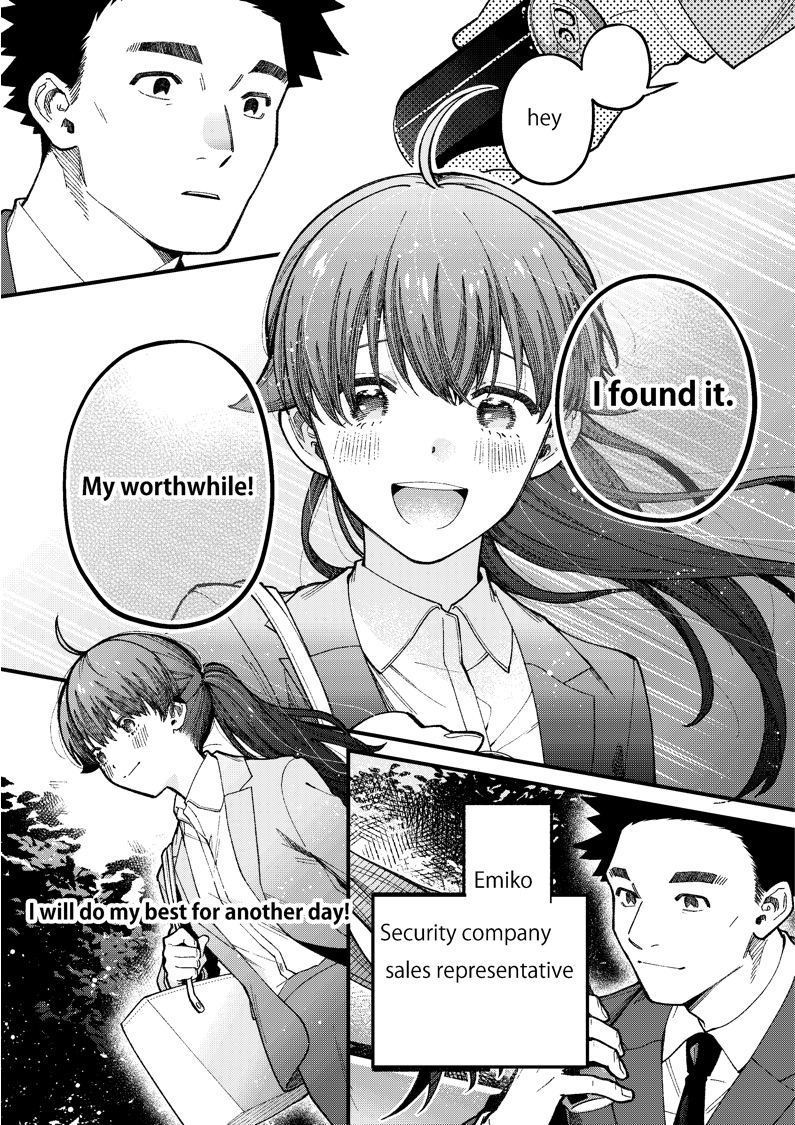 hey
I found it.
My worthwhile!
I will do my best for another day!
Emiko
Security company
sales representative